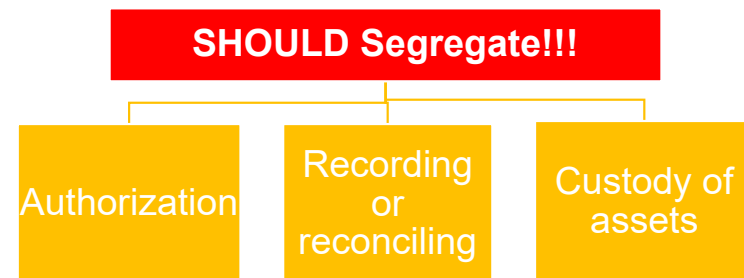 SHOULD Segregate!!!
Authorization
Recording
or
reconciling
Custody of
assets